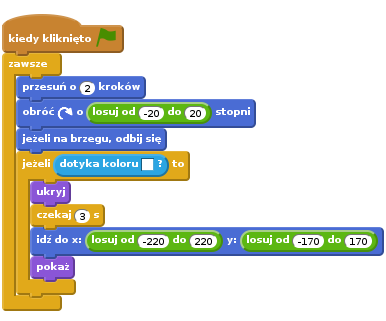 kiedy kliknięto
zawsze
przesuń o 2 kroków
obróć o losuj od -20 do 20 stopni
jeżeli na brzegu, odbij się
jeżeli dotyka koloru ? to
ukryj
czekaj 3 s
idź do x: losuj od -220 do 220 y: losuj od -170 do 170
pokaż